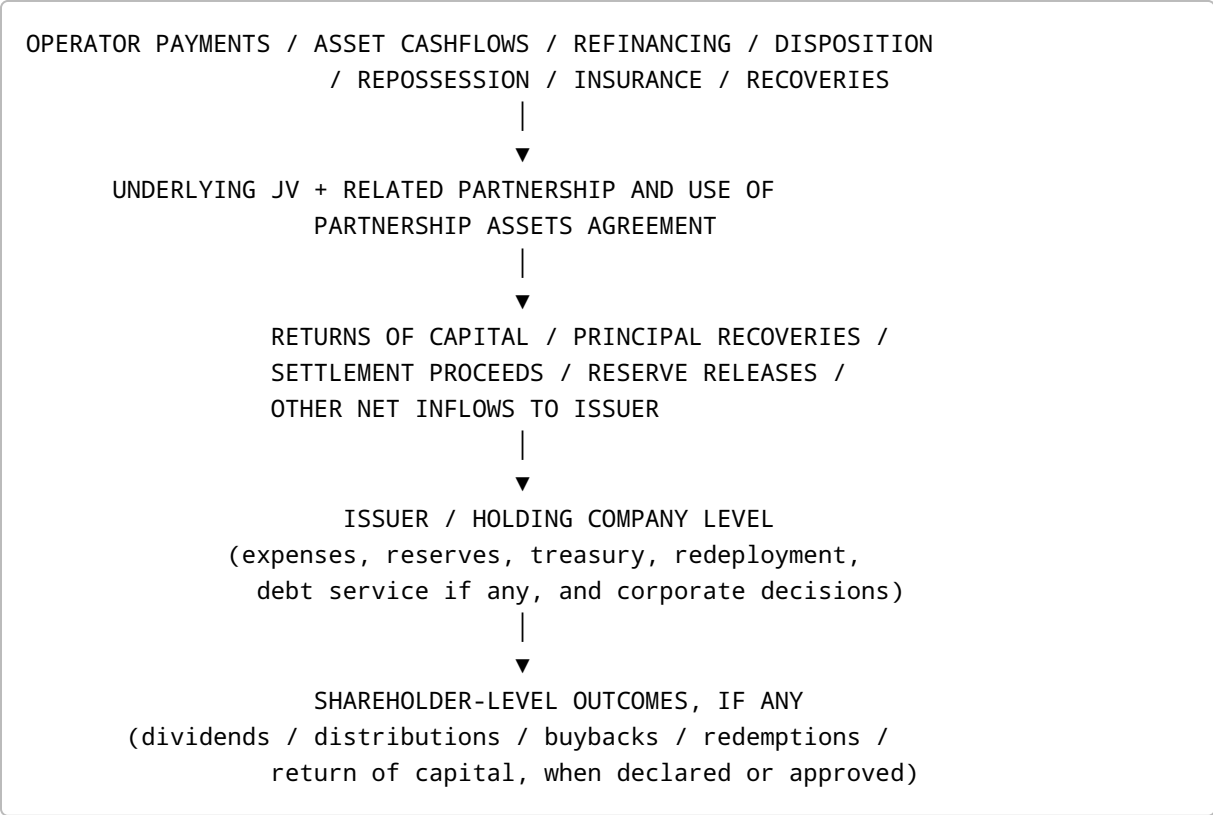 OPERATOR PAYMENTS / ASSET CASHFLOWS / REFINANCING / DISPOSITION
/ REPOSSESSION / INSURANCE / RECOVERIES
UNDERLYING JV + RELATED PARTNERSHIP AND USE OF
PARTNERSHIP ASSETS AGREEMENT
RETURNS OF CAPITAL / PRINCIPAL RECOVERIES /
SETTLEMENT PROCEEDS / RESERVE RELEASES /
OTHER NET INFLOWS TO ISSUER
ISSUER / HOLDING COMPANY LEVEL
(expenses, reserves, treasury, redeployment,
debt service if any, and corporate decisions)
SHAREHOLDER-LEVEL OUTCOMES, IF ANY
(dividends / distributions / buybacks / redemptions /
return of capital, when declared or approved)